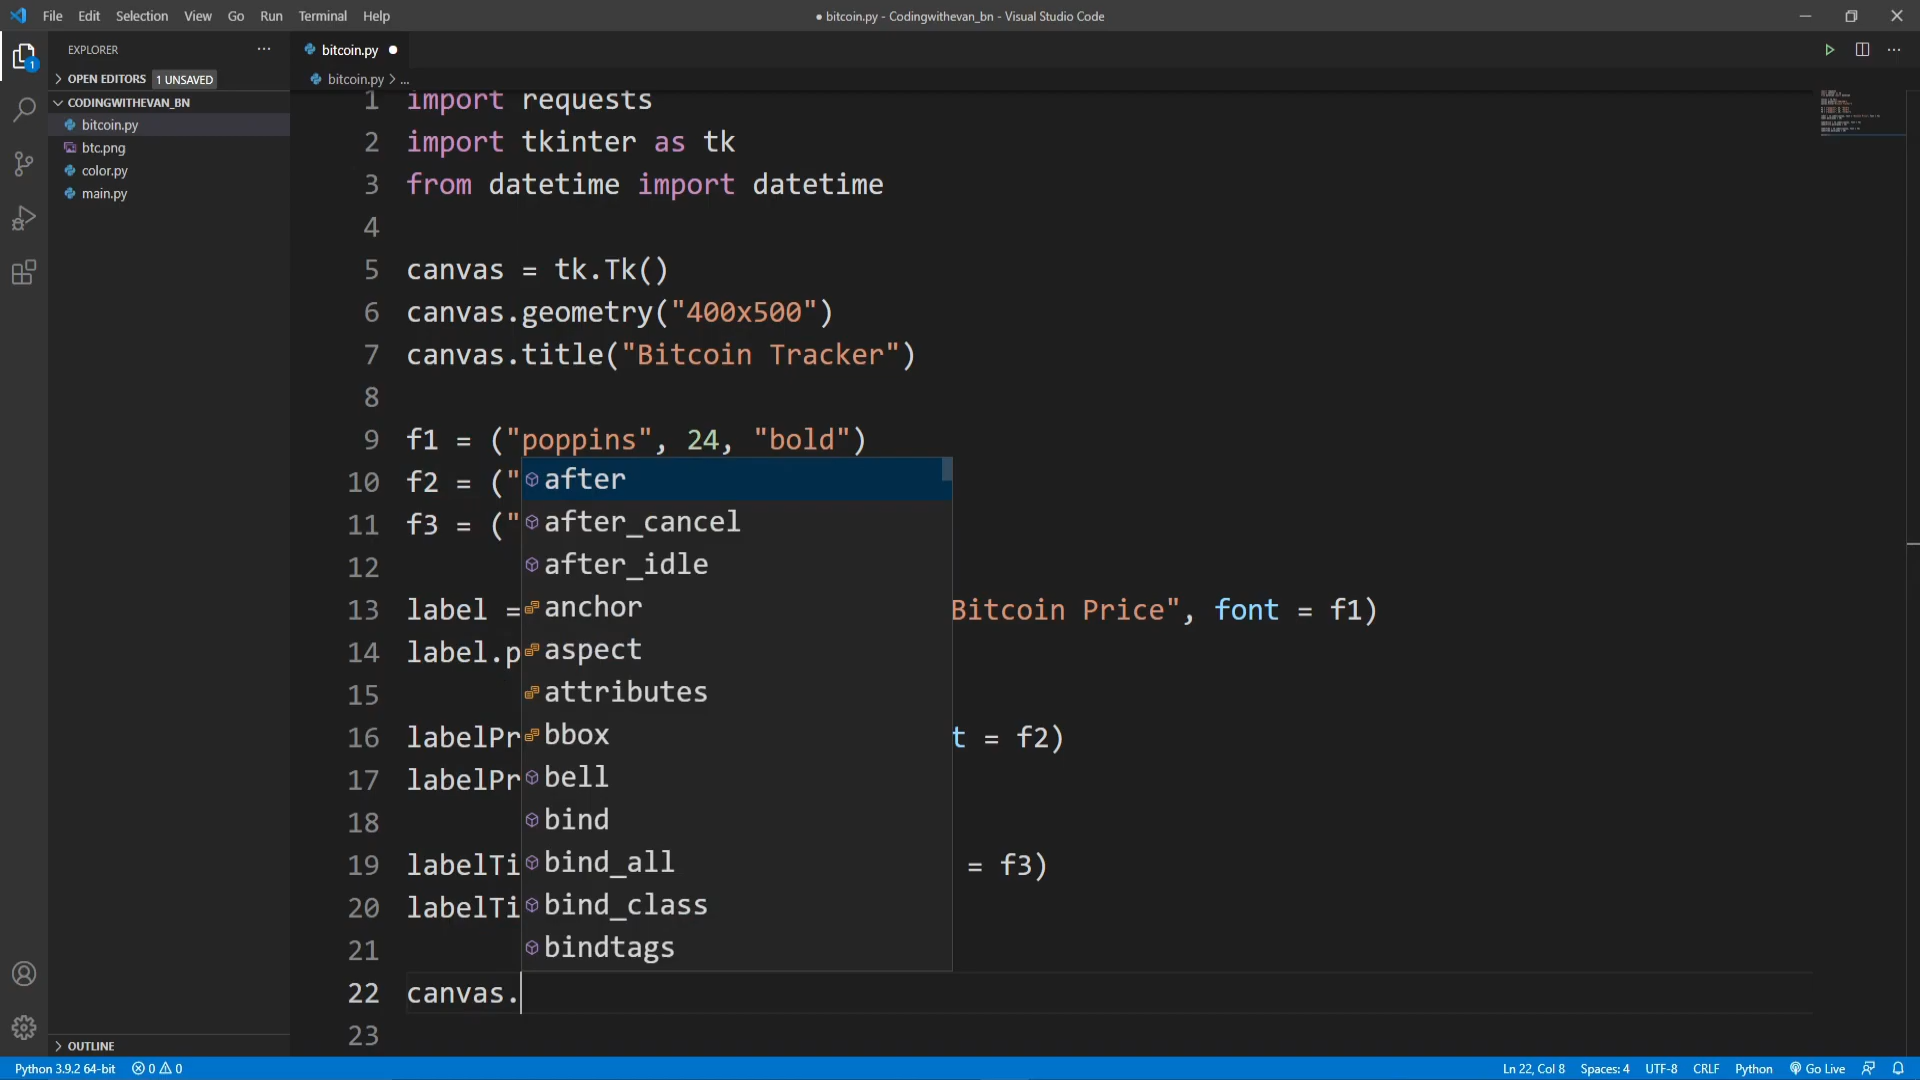 File Edit Selection View Go Run Terminal Help
● bitcoin.py - Codingwithevan_bn - Visual Studio Code
EXPLORER ...
bitcoin.py ●
1
OPEN EDITORS 1 UNSAVED
bitcoin.py > ...
CODINGWITHEVAN_BN
bitcoin.py
btc.png
color.py
main.py
1 import requests
2 import tkinter as tk
3 from datetime import datetime
4
5 canvas = tk.Tk()
6 canvas.geometry("400x500")
7 canvas.title("Bitcoin Tracker")
8
9 f1 = ("poppins", 24, "bold")
10 f2 = ("
11 f3 = ("
12
13 label = Bitcoin Price", font = f1)
14 label.p
15
16 labelPr t = f2)
17 labelPr
18
19 labelTi = f3)
20 labelTi
21
22 canvas.
23
after
after_cancel
after_idle
anchor
aspect
attributes
bbox
bell
bind
bind_all
bind_class
bindtags
OUTLINE
Python 3.9.2 64-bit 0 0 Ln 22, Col 8 Spaces: 4 UTF-8 CRLF Python Go Live